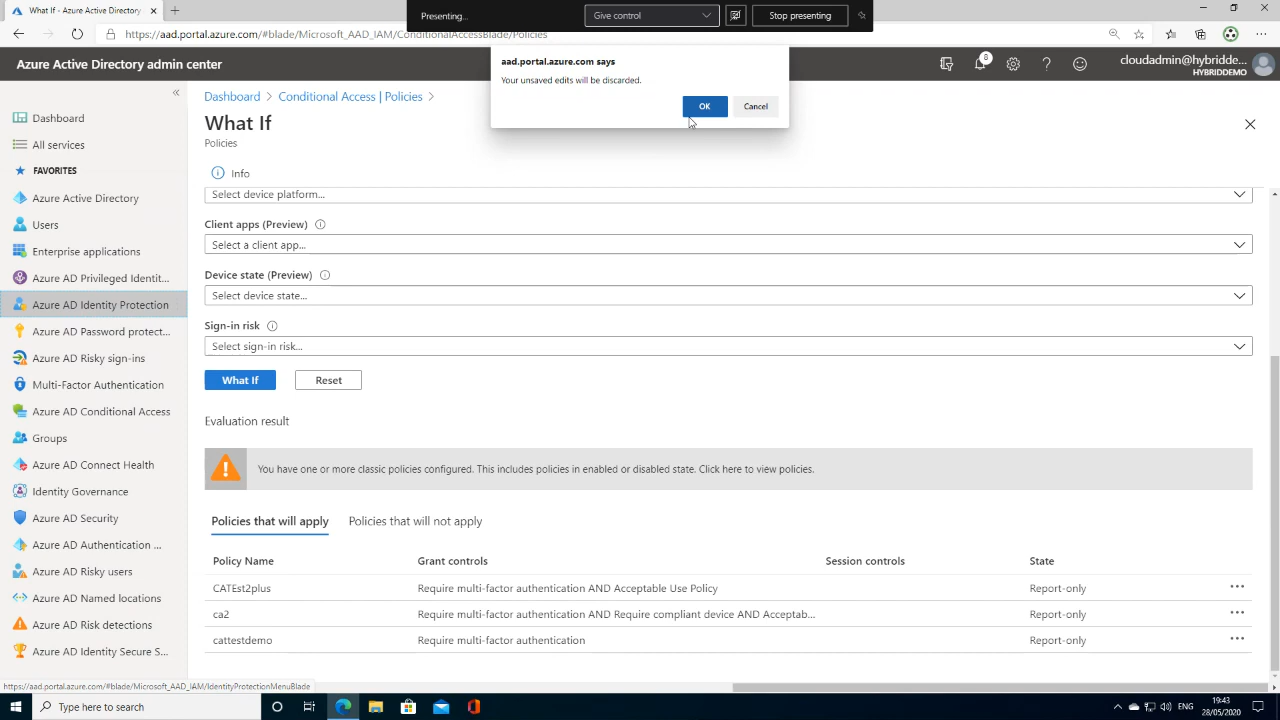 What If - Azure Active Directory
Presenting...
Give control
Stop presenting
https://aad.portal.azure.com/#blade/Microsoft_AAD_IAM/ConditionalAccessBlade/Policies
Azure Active Directory admin center
8
cloudadmin@hybridde...
HYBRIDDEMO
aad.portal.azure.com says
Your unsaved edits will be discarded.
OK
Cancel
Dashboard > Conditional Access | Policies >
What If
Policies
Info
Dashboard
All services
FAVORITES
Azure Active Directory
Users
Enterprise applications
Azure AD Privileged Identit...
Azure AD Identity Protection
Azure AD Password protect...
Azure AD Risky sign-ins
Multi-Factor Authentication
Azure AD Conditional Access
Groups
Azure AD Connect Health
Identity Governance
Azure AD Security
Azure AD Authentication ...
Azure AD Risky users
Azure AD Named locations
Azure AD Risk detections
Azure AD Identity Secure S...
Select device platform...
Client apps (Preview)
Select a client app...
Device state (Preview)
Select device state...
Sign-in risk
Select sign-in risk...
What If
Reset
Evaluation result
You have one or more classic policies configured. This includes policies in enabled or disabled state. Click here to view policies.
Policies that will apply
Policies that will not apply
Policy Name Grant controls Session controls State
CATEst2plus Require multi-factor authentication AND Acceptable Use Policy Report-only
ca2 Require multi-factor authentication AND Require compliant device AND Acceptab... Report-only
cattestdemo Require multi-factor authentication Report-only
https://aad.portal.azure.com/#blade/Microsoft_AAD_IAM/IdentityProtectionMenuBlade
Type here to search
ENG
19:43
28/05/2020